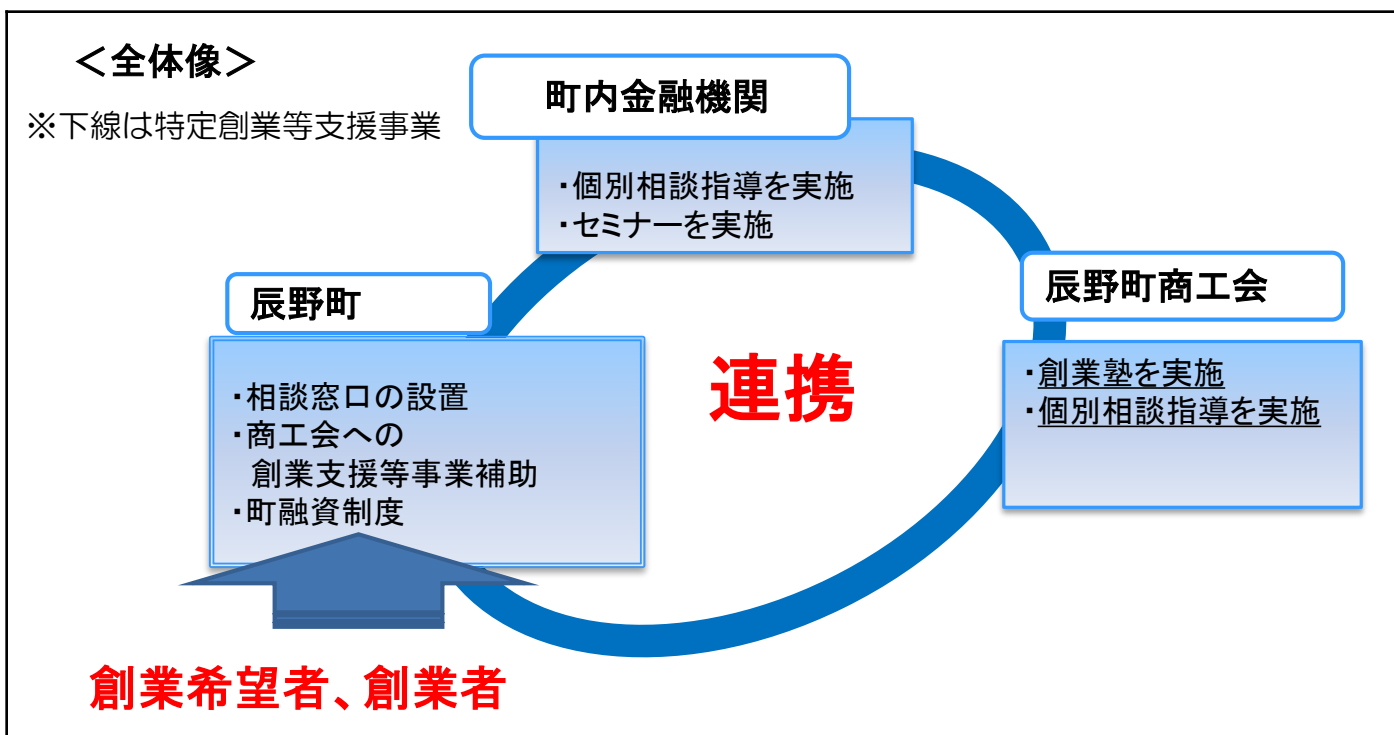 ＜全体像＞
※下線は特定創業等支援事業
町内金融機関
・個別相談指導を実施
・セミナーを実施
辰野町
・相談窓口の設置
・商工会への
創業支援等事業補助
・町融資制度
連携
辰野町商工会
・創業塾を実施
・個別相談指導を実施
創業希望者、創業者